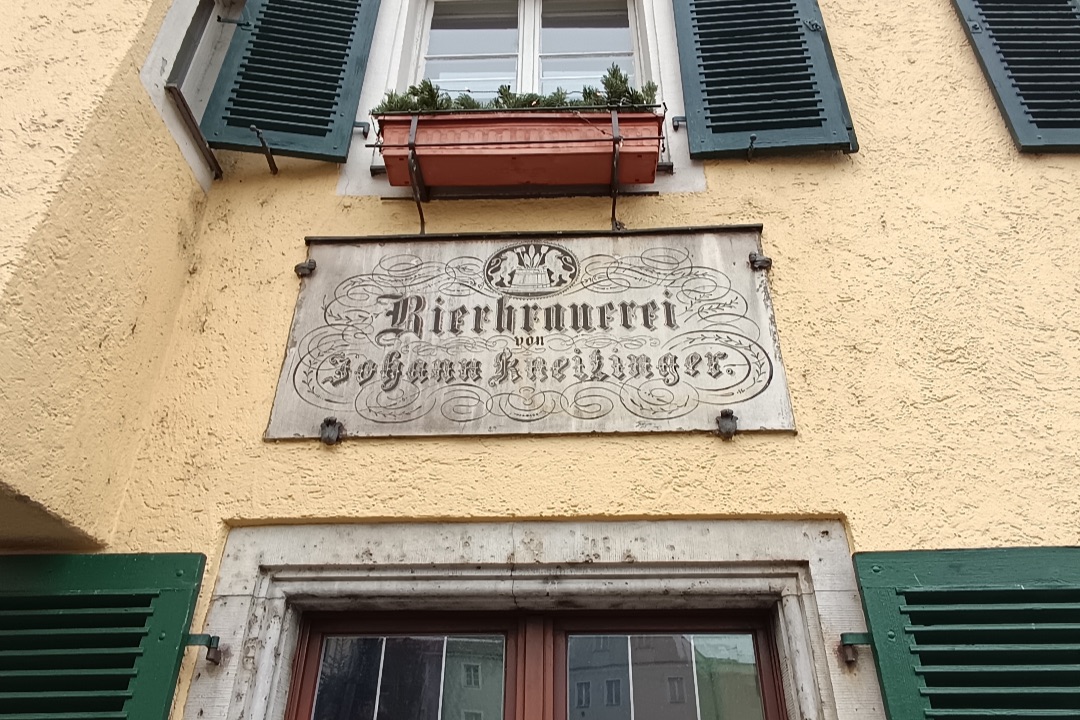 Bierbrauerei
von
Johann Kneitinger.